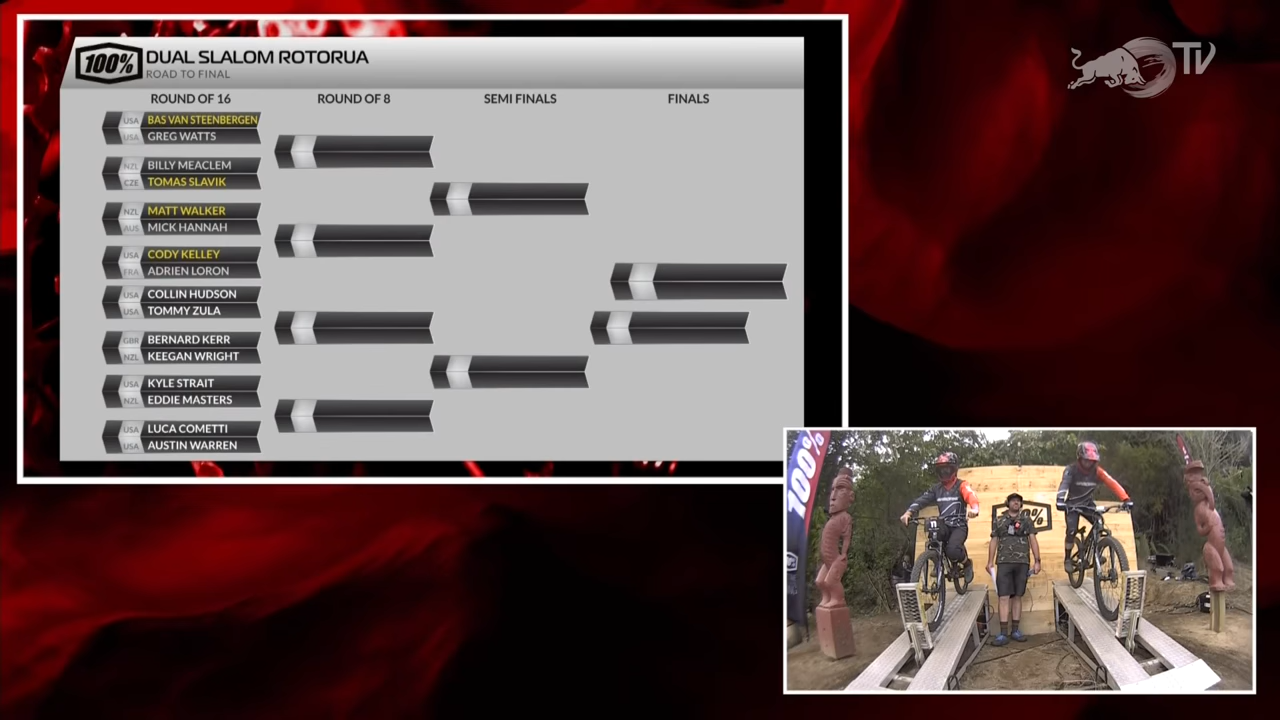 100% DUAL SLALOM ROTORUA
ROAD TO FINAL
TV
ROUND OF 16 ROUND OF 8 SEMI FINALS FINALS
USA BAS VAN STEENBERGEN
USA GREG WATTS
NZL BILLY MEACLEM
CZE TOMAS SLAVIK
NZL MATT WALKER
AUS MICK HANNAH
USA CODY KELLEY
FRA ADRIEN LORON
USA COLLIN HUDSON
USA TOMMY ZULA
GBR BERNARD KERR
NZL KEEGAN WRIGHT
USA KYLE STRAIT
NZL EDDIE MASTERS
USA LUCA COMETTI
USA AUSTIN WARREN
100%
100%
11